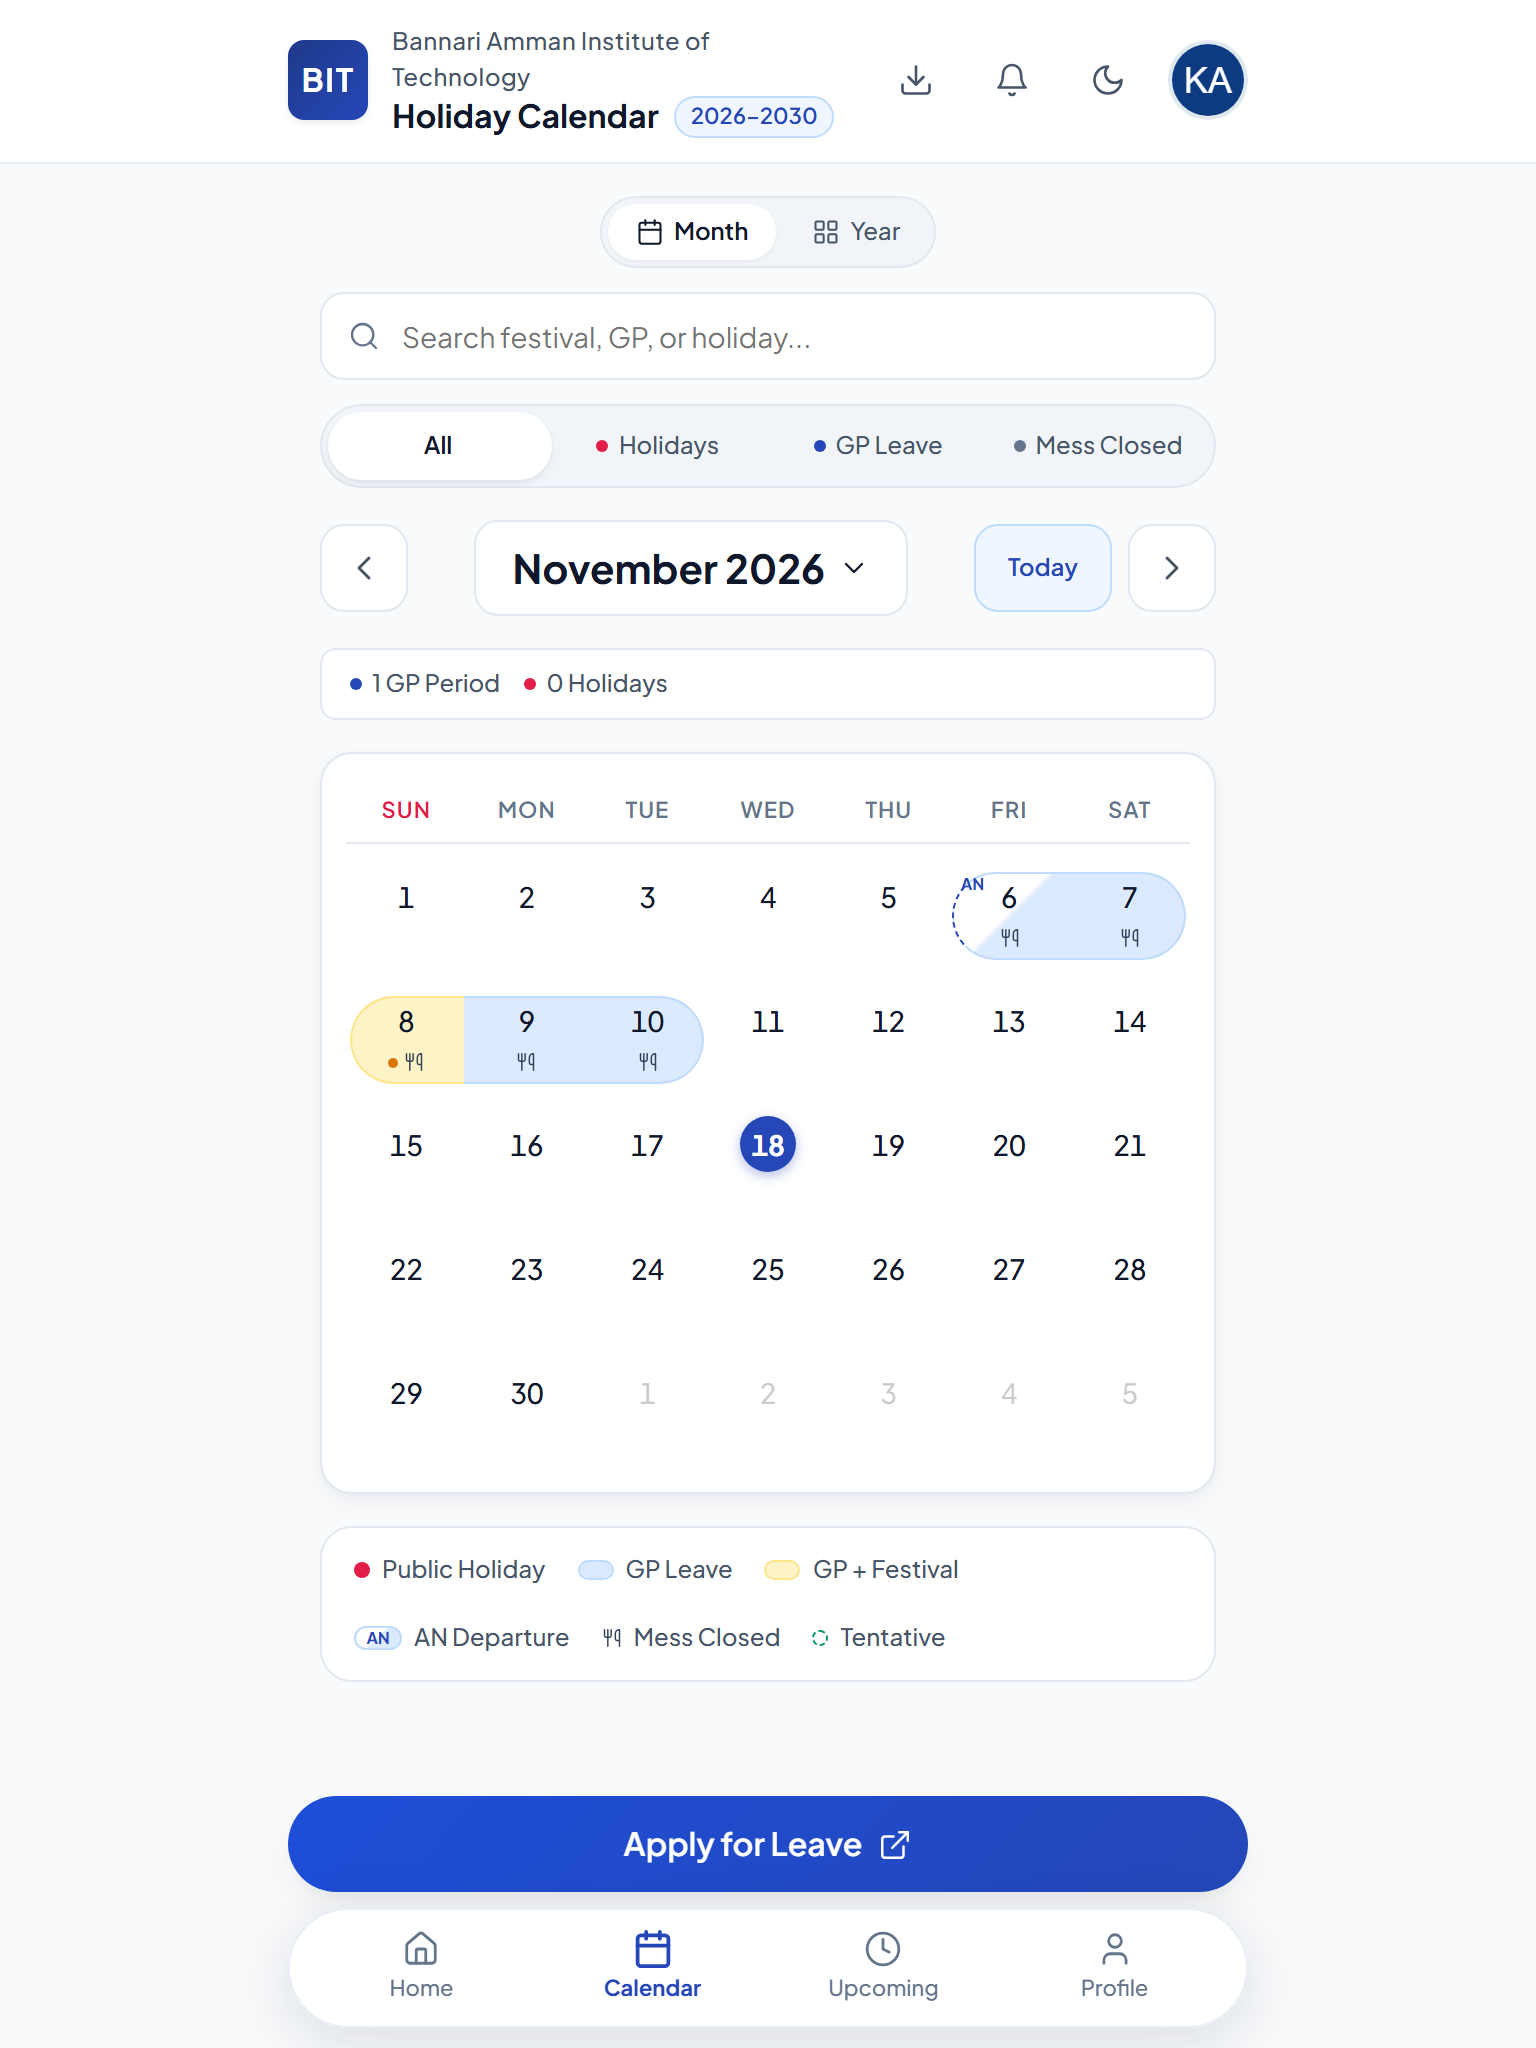 BIT
Bannari Amman Institute of
Technology
Holiday Calendar 2026–2030
KA
Month Year
Search festival, GP, or holiday...
All Holidays GP Leave Mess Closed
November 2026 Today
1 GP Period 0 Holidays
SUN MON TUE WED THU FRI SAT
1 2 3 4 5 AN 6 7
8 9 10 11 12 13 14
15 16 17 18 19 20 21
22 23 24 25 26 27 28
29 30 1 2 3 4 5
Public Holiday GP Leave GP + Festival
AN AN Departure Mess Closed Tentative
Apply for Leave
Home Calendar Upcoming Profile